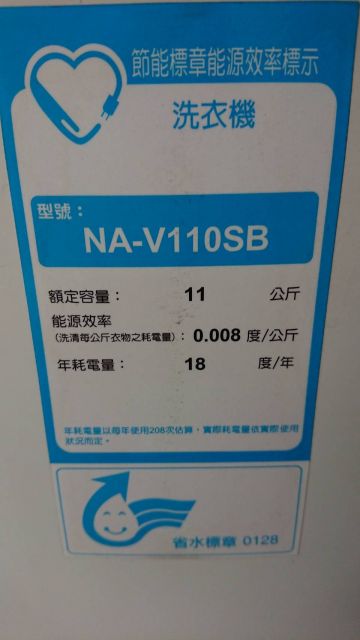 節能標章能源效率標示
洗衣機
型號：
NA-V110SB
額定容量： 11 公斤
能源效率
(洗清每公斤衣物之耗電量)： 0.008 度/公斤
年耗電量： 18 度/年
年耗電量以每年使用208次估算，實際耗電量依實際使用
狀況而定。
省水標章 0128